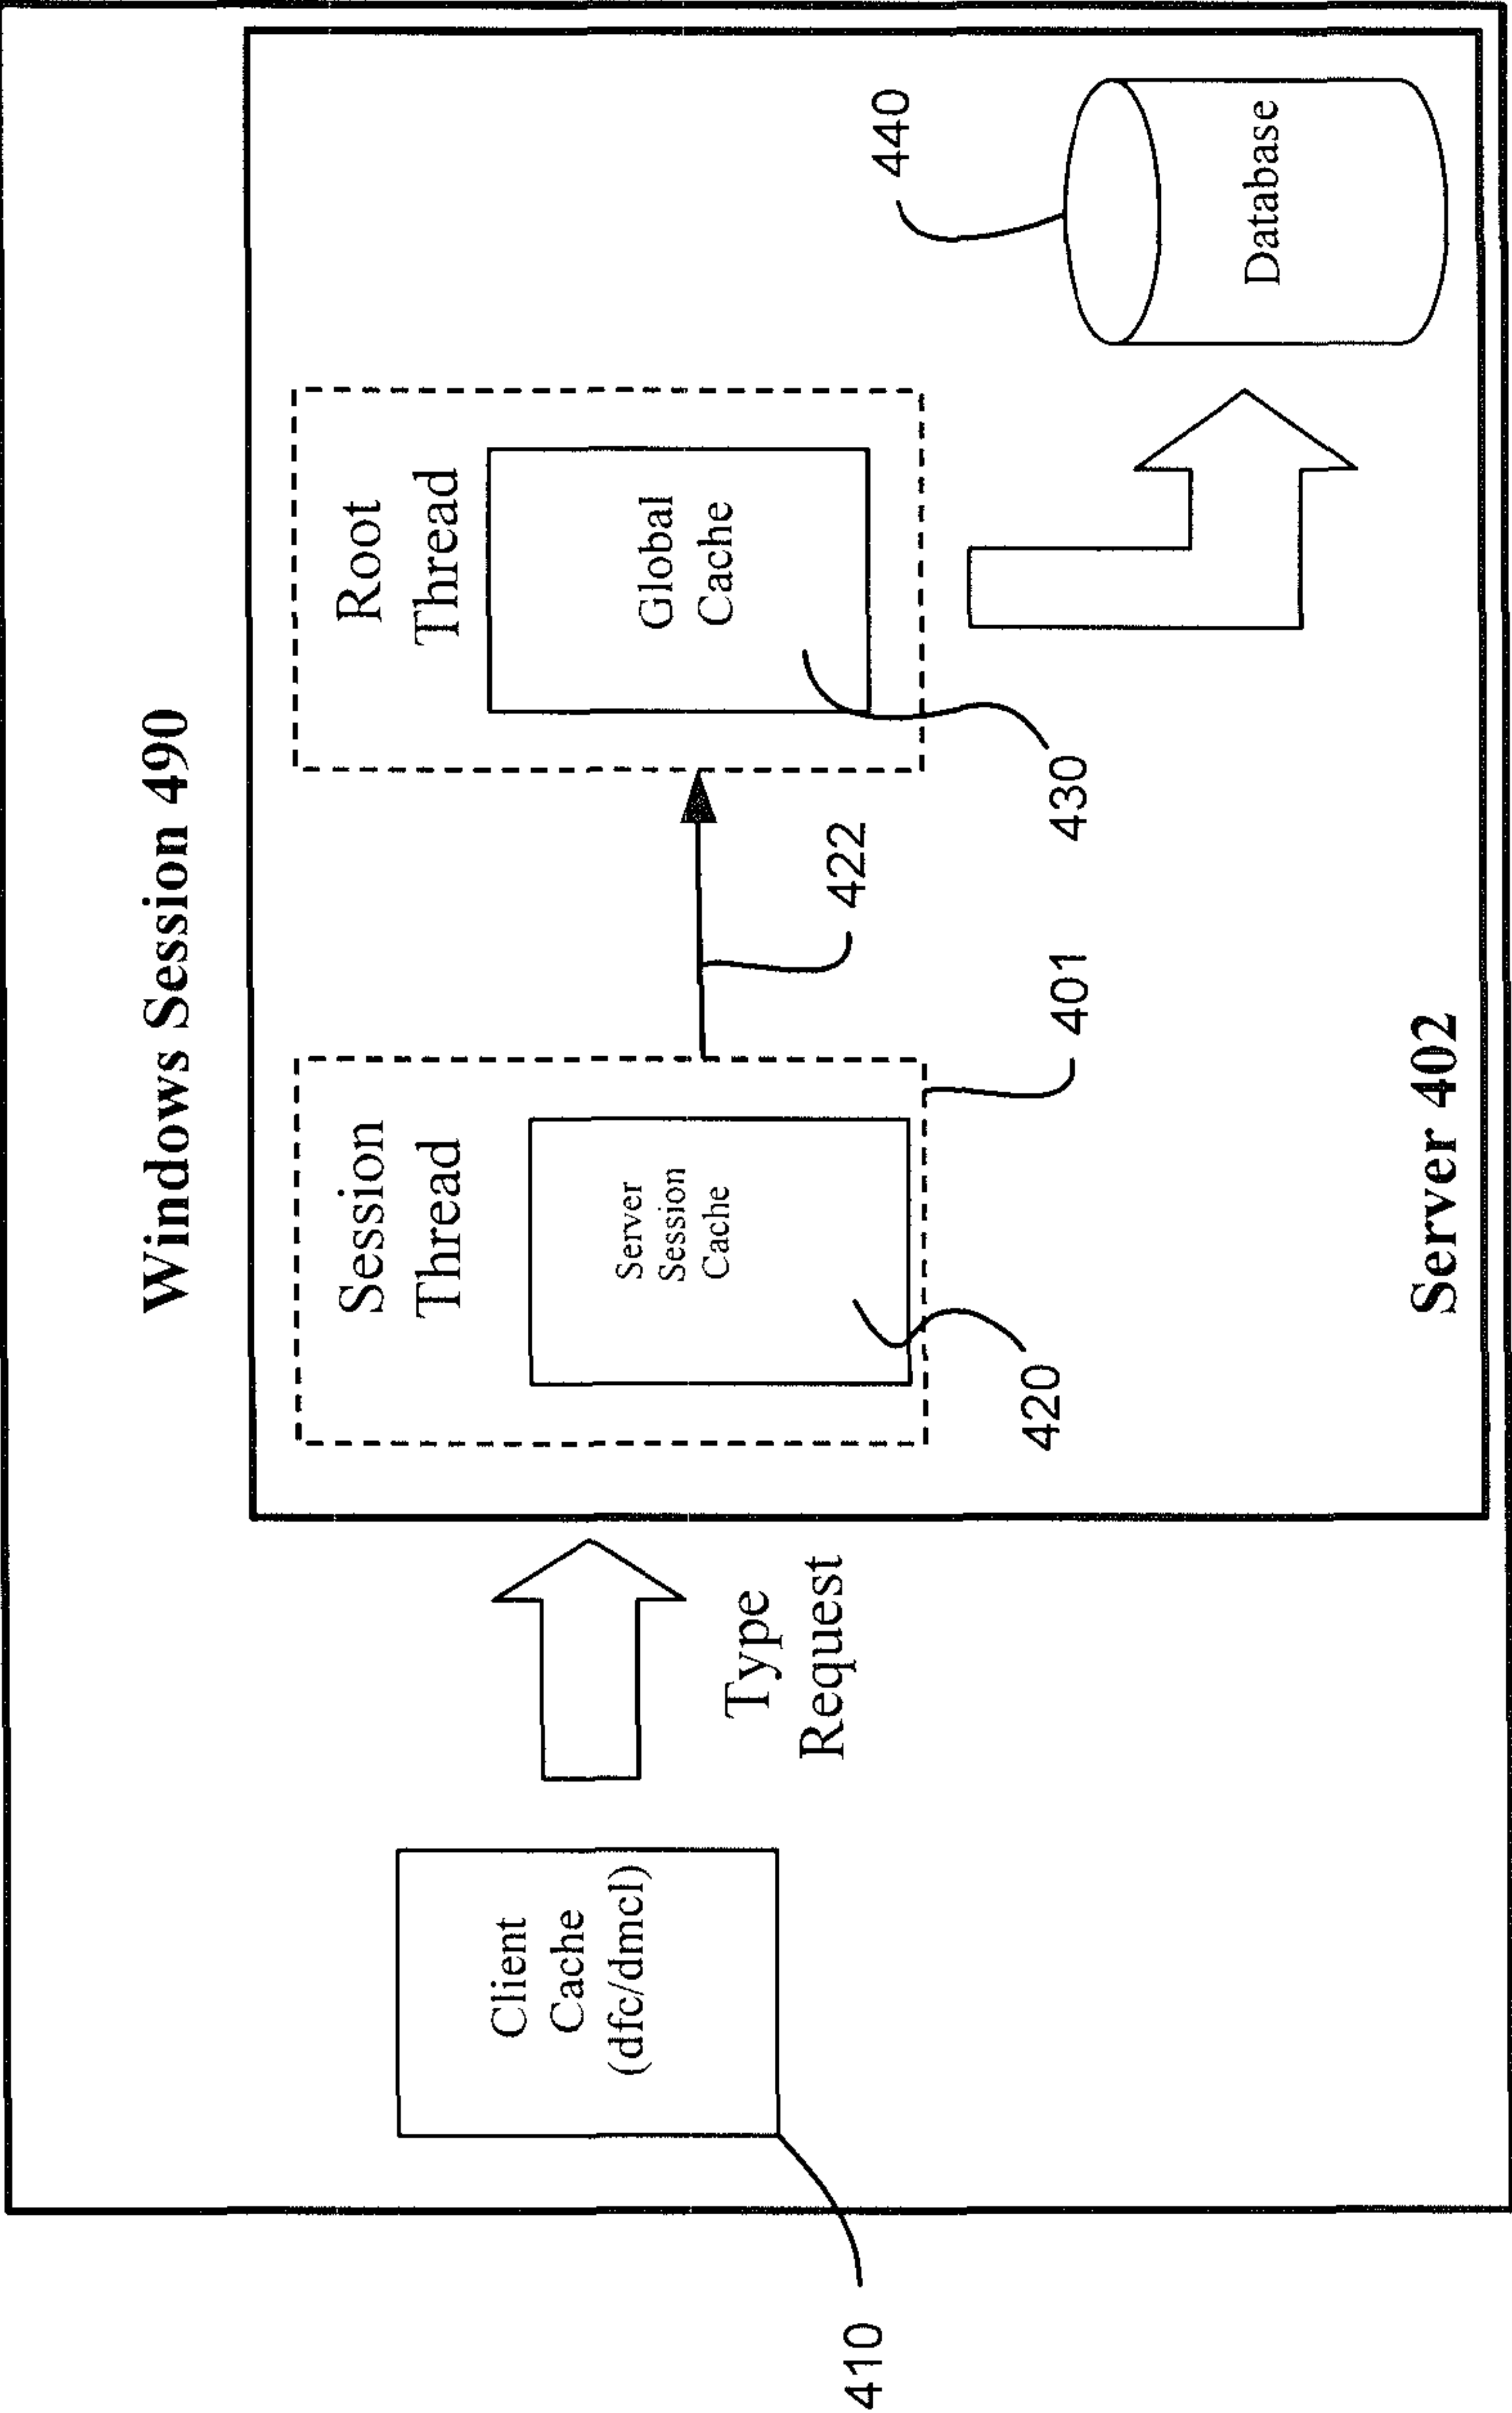 Windows Session 490
Client
Cache
(dfc/dmcl)
410
Type
Request
Session
Thread
Server
Session
Cache
420
401
422
Root
Thread
Global
Cache
430
440
Database
Server 402